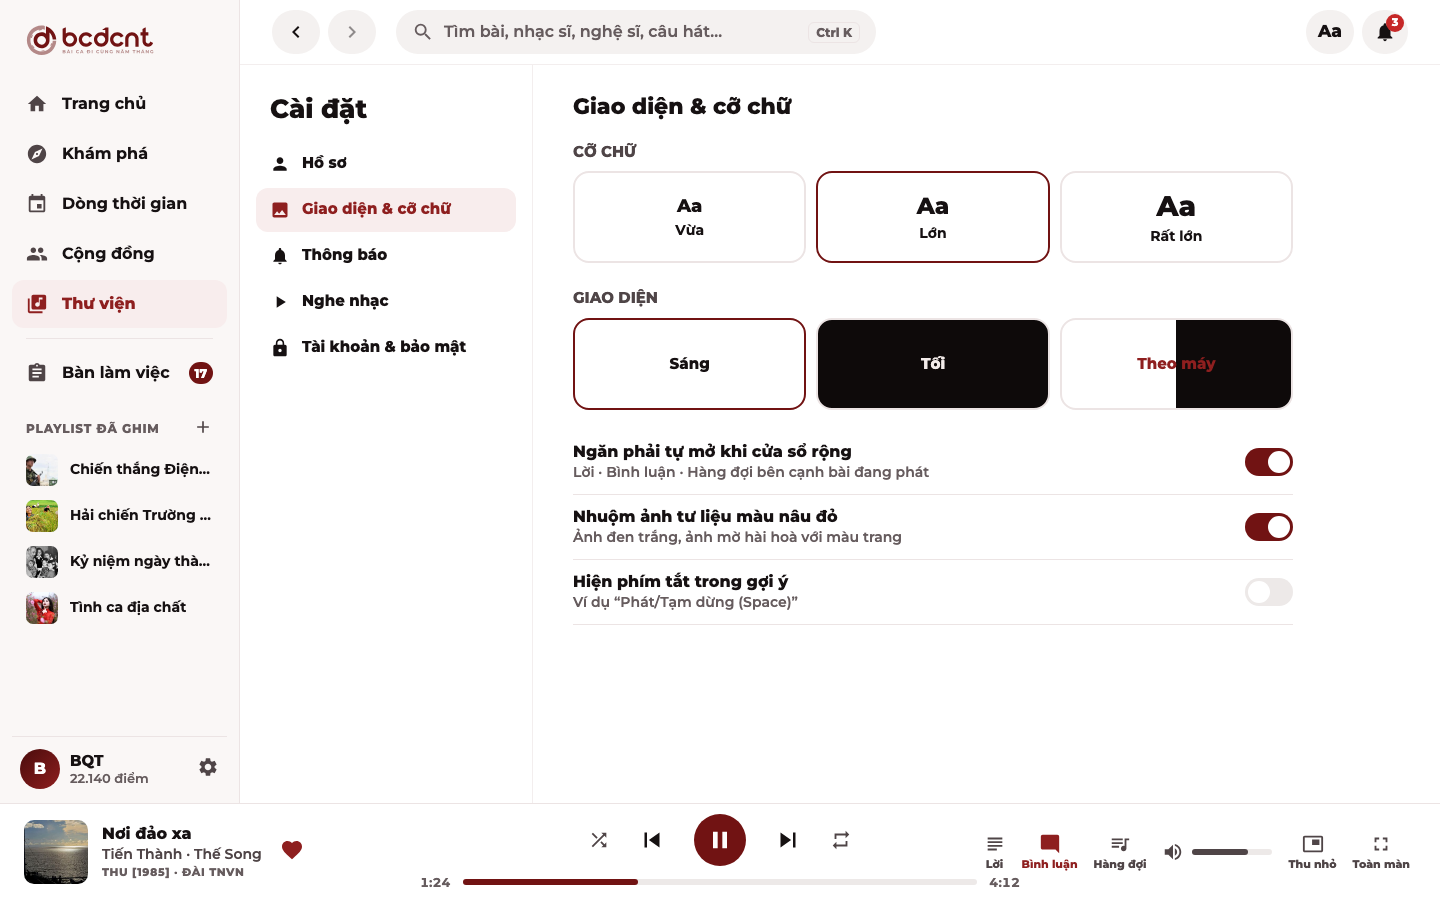 bcdcnt
BÀI CA ĐI CÙNG NĂM THÁNG
Trang chủ
Khám phá
Dòng thời gian
Cộng đồng
Thư viện
Bàn làm việc 17
PLAYLIST ĐÃ GHIM
Chiến thắng Điện...
Hải chiến Trường ...
Kỷ niệm ngày thà...
Tình ca địa chất
B
BQT
22.140 điểm
Tìm bài, nhạc sĩ, nghệ sĩ, câu hát... Ctrl K
Aa
3
Cài đặt
Hồ sơ
Giao diện & cỡ chữ
Thông báo
Nghe nhạc
Tài khoản & bảo mật
Giao diện & cỡ chữ
CỠ CHỮ
Aa
Vừa
Aa
Lớn
Aa
Rất lớn
GIAO DIỆN
Sáng
Tối
Theo máy
Ngăn phải tự mở khi cửa sổ rộng
Lời · Bình luận · Hàng đợi bên cạnh bài đang phát
Nhuộm ảnh tư liệu màu nâu đỏ
Ảnh đen trắng, ảnh mờ hài hoà với màu trang
Hiện phím tắt trong gợi ý
Ví dụ “Phát/Tạm dừng (Space)”
Nơi đảo xa
Tiến Thành · Thế Song
THU [1985] · ĐÀI TNVN
1:24
4:12
Lời
Bình luận
Hàng đợi
Thu nhỏ
Toàn màn